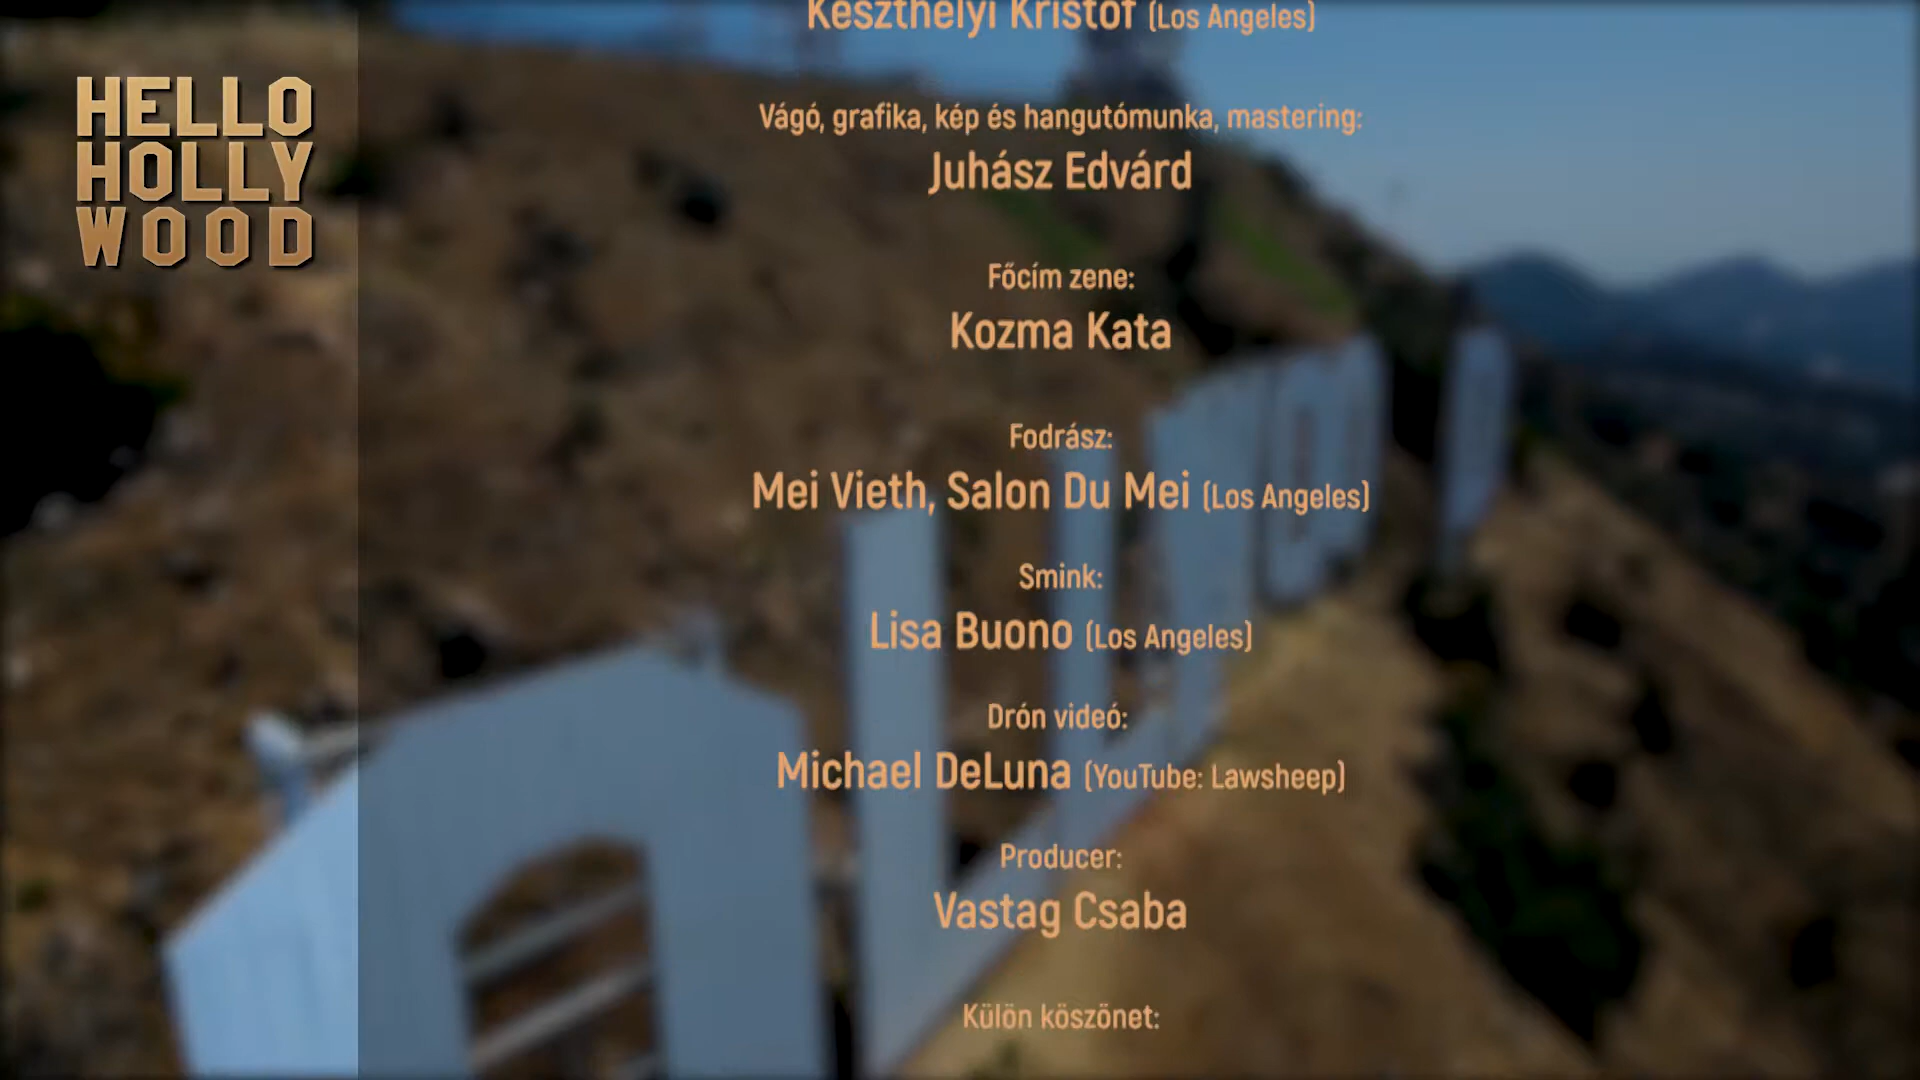 HELLO
HOLLY
WOOD
Keszthelyi Kristóf (Los Angeles)
Vágó, grafika, kép és hangutómunka, mastering:
Juhász Edvárd
Főcím zene:
Kozma Kata
Fodrász:
Mei Vieth, Salon Du Mei (Los Angeles)
Smink:
Lisa Buono (Los Angeles)
Drón videó:
Michael DeLuna (YouTube: Lawsheep)
Producer:
Vastag Csaba
Külön köszönet: